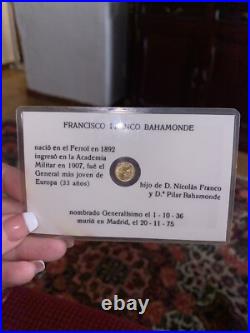 FRANCISCO BAHAMONDE
nació en el Ferrol en 1892
ingresó en la Academia
Militar en 1907, fué el
General más joven de
Europa (33 años)
hijo de D. Nicolás Franco
y D.ª Pilar Bahamonde
nombrado Generalísimo el 1 - 10 - 36
murió en Madrid, el 20 - 11 - 75